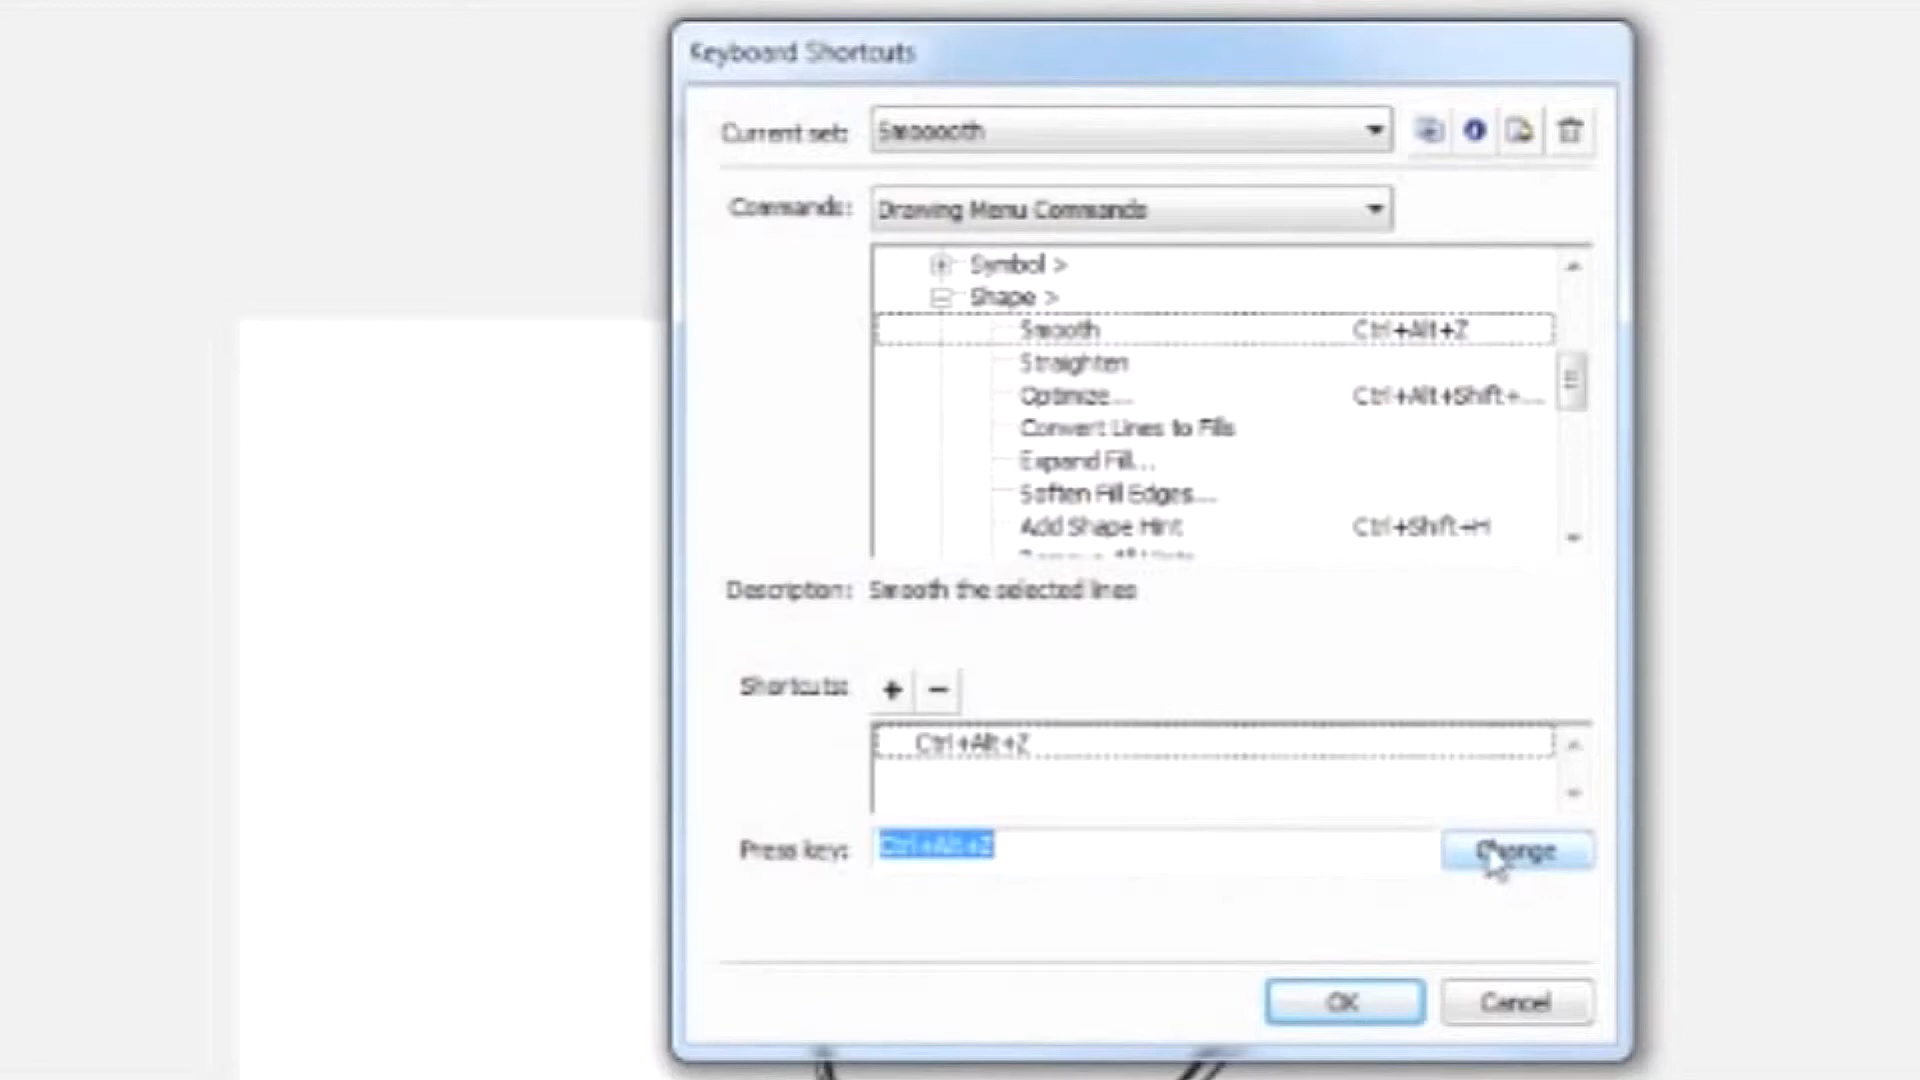 Keyboard Shortcuts
Current set: Smooooth
Commands: Drawing Menu Commands
Symbol >
Shape >
Smooth Ctrl+Alt+Z
Straighten
Optimize... Ctrl+Alt+Shift+...
Convert Lines to Fills
Expand Fill...
Soften Fill Edges...
Add Shape Hint Ctrl+Shift+H
Description: Smooth the selected lines
Shortcuts: + −
Ctrl+Alt+Z
Press key: Ctrl+Alt+Z Change
OK Cancel